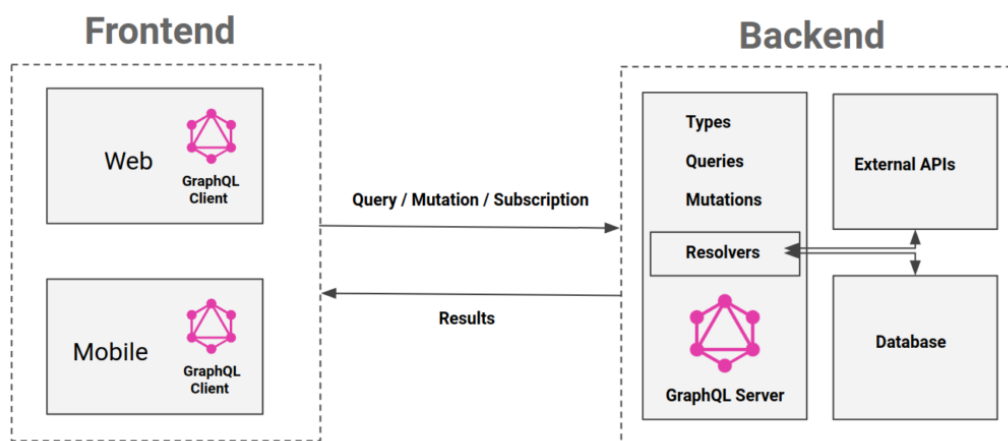 Frontend
Backend
Web
GraphQL
Client
Mobile
GraphQL
Client
Query / Mutation / Subscription
Results
Types
Queries
Mutations
Resolvers
GraphQL Server
External APIs
Database